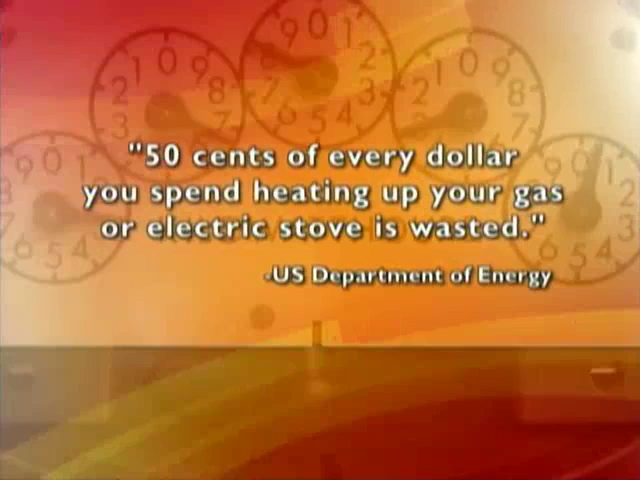 "50 cents of every dollar
you spend heating up your gas
or electric stove is wasted."
-US Department of Energy